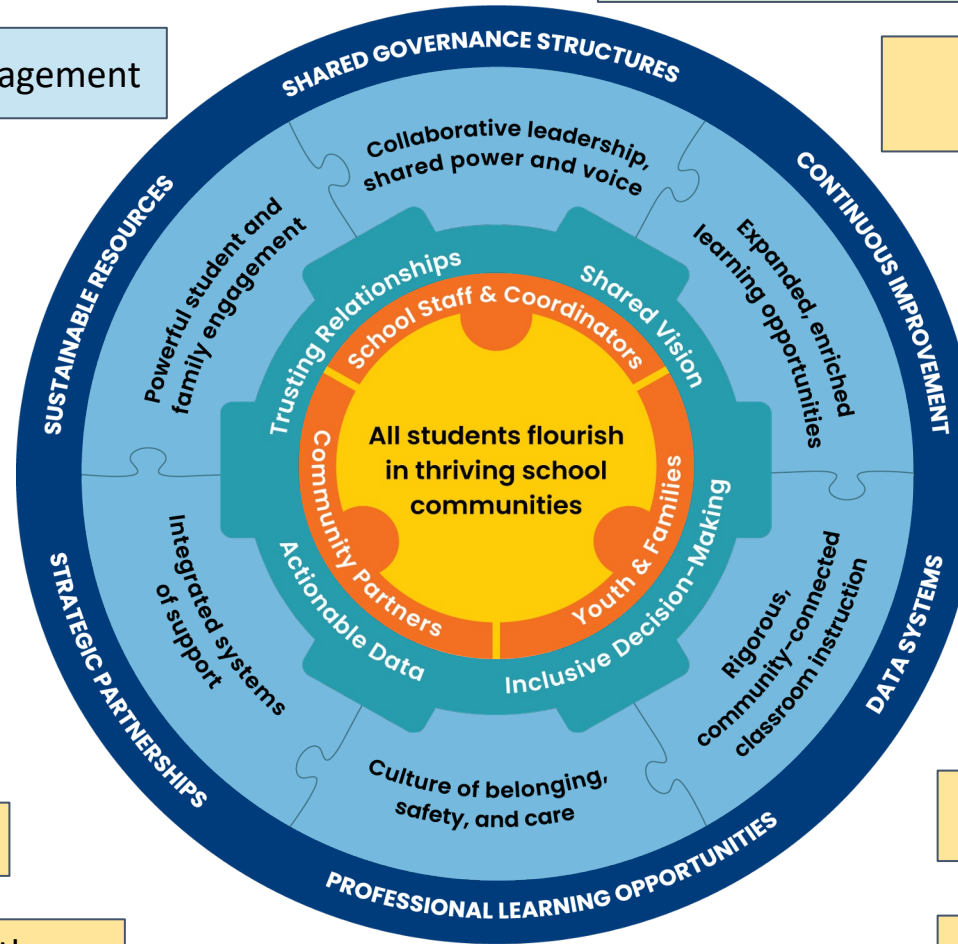 SHARED GOVERNANCE STRUCTURES
CONTINUOUS IMPROVEMENT
DATA SYSTEMS
PROFESSIONAL LEARNING OPPORTUNITIES
STRATEGIC PARTNERSHIPS
SUSTAINABLE RESOURCES
Collaborative leadership,
shared power and voice
Expanded, enriched
learning opportunities
Rigorous,
community-connected
classroom instruction
Culture of belonging,
safety, and care
Integrated systems
of support
Powerful student and
family engagement
Trusting Relationships
Shared Vision
Inclusive Decision-Making
Actionable Data
School Staff & Coordinators
Youth & Families
Community Partners
All students flourish
in thriving school
communities